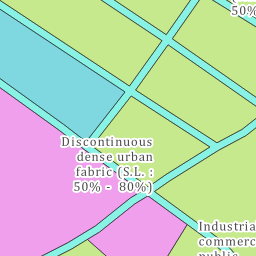 50%
Discontinuous
dense urban
fabric (S.L. :
50% - 80%)
Industrial
commerc
public